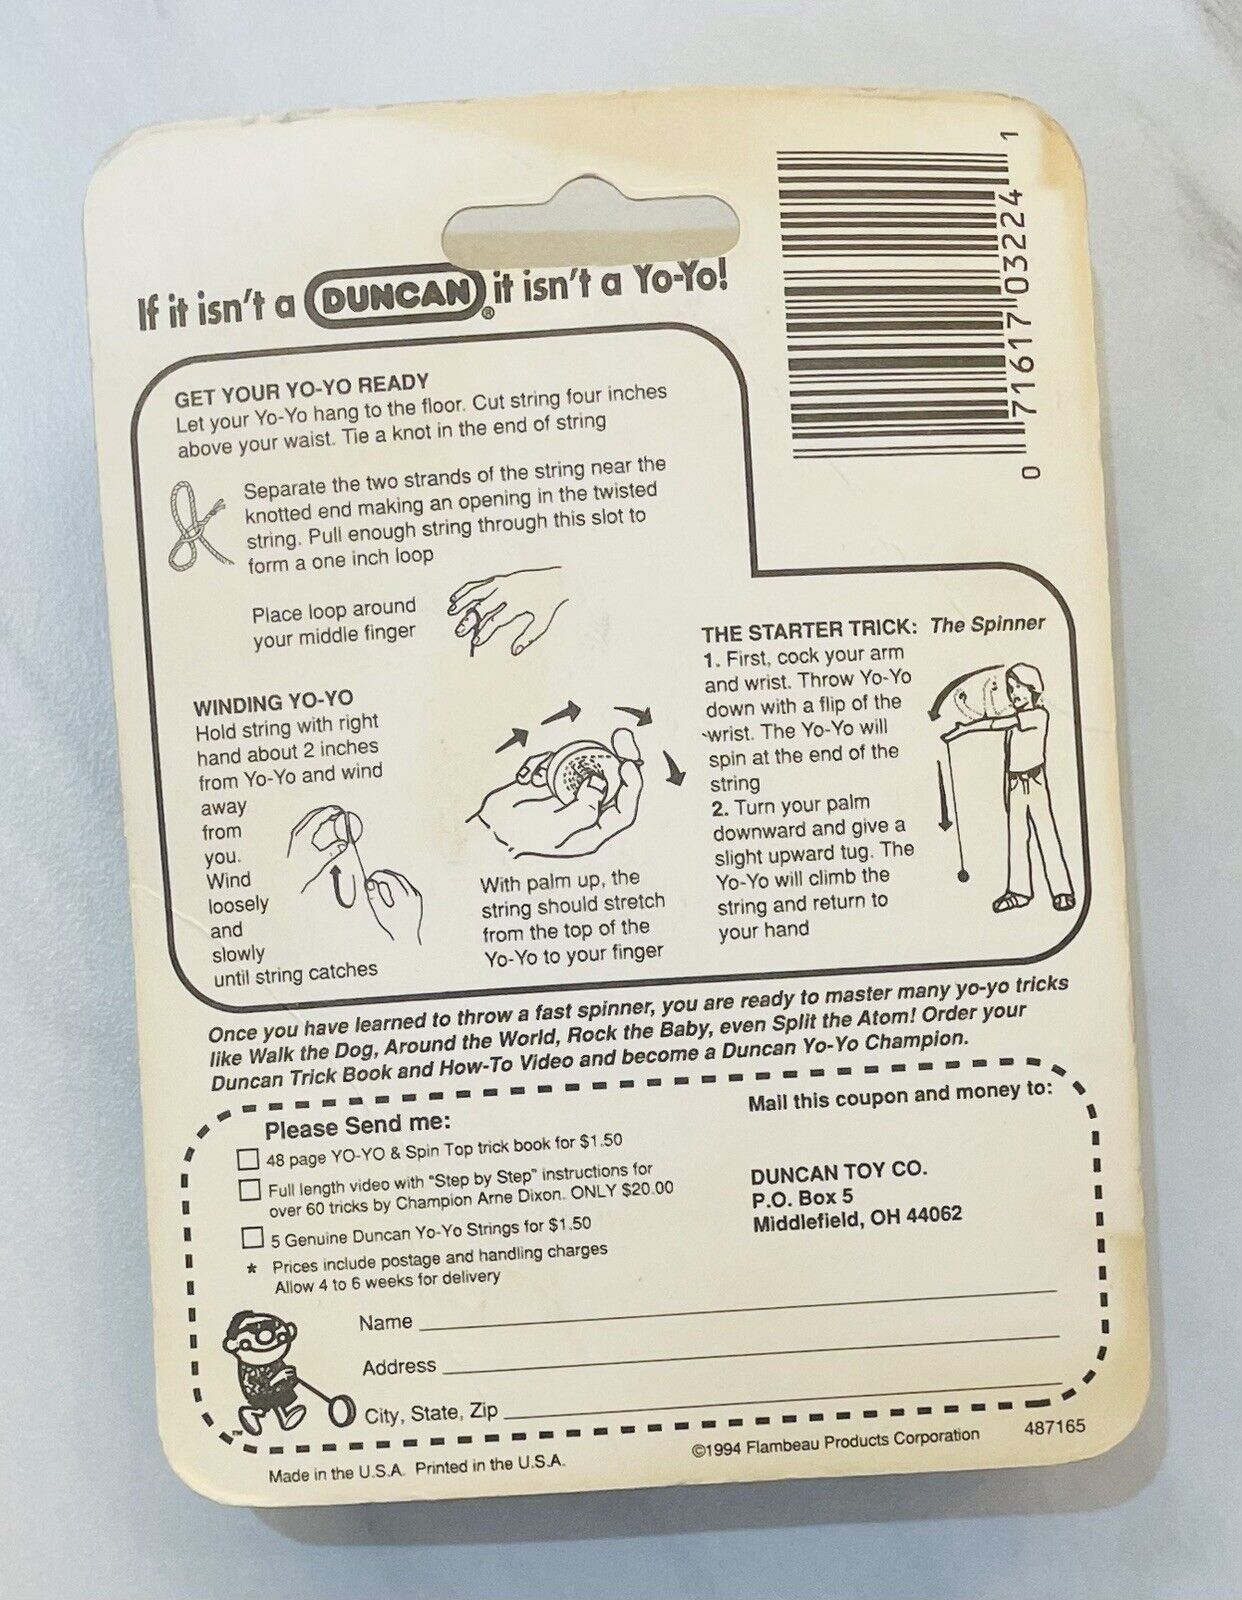 If it isn't a DUNCAN® it isn't a Yo-Yo!
0 71617 03224 1
GET YOUR YO-YO READY
Let your Yo-Yo hang to the floor. Cut string four inches
above your waist. Tie a knot in the end of string
Separate the two strands of the string near the
knotted end making an opening in the twisted
string. Pull enough string through this slot to
form a one inch loop
Place loop around
your middle finger
WINDING YO-YO
Hold string with right
hand about 2 inches
from Yo-Yo and wind
away
from
you.
Wind
loosely
and
slowly
until string catches
With palm up, the
string should stretch
from the top of the
Yo-Yo to your finger
THE STARTER TRICK: The Spinner
1. First, cock your arm
and wrist. Throw Yo-Yo
down with a flip of the
wrist. The Yo-Yo will
spin at the end of the
string
2. Turn your palm
downward and give a
slight upward tug. The
Yo-Yo will climb the
string and return to
your hand
Once you have learned to throw a fast spinner, you are ready to master many yo-yo tricks
like Walk the Dog, Around the World, Rock the Baby, even Split the Atom! Order your
Duncan Trick Book and How-To Video and become a Duncan Yo-Yo Champion.
Please Send me:
48 page YO-YO & Spin Top trick book for $1.50
Full length video with "Step by Step" instructions for
over 60 tricks by Champion Arne Dixon. ONLY $20.00
5 Genuine Duncan Yo-Yo Strings for $1.50
* Prices include postage and handling charges
Allow 4 to 6 weeks for delivery
Mail this coupon and money to:
DUNCAN TOY CO.
P.O. Box 5
Middlefield, OH 44062
Name
Address
City, State, Zip
™
Made in the U.S.A. Printed in the U.S.A.
©1994 Flambeau Products Corporation
487165